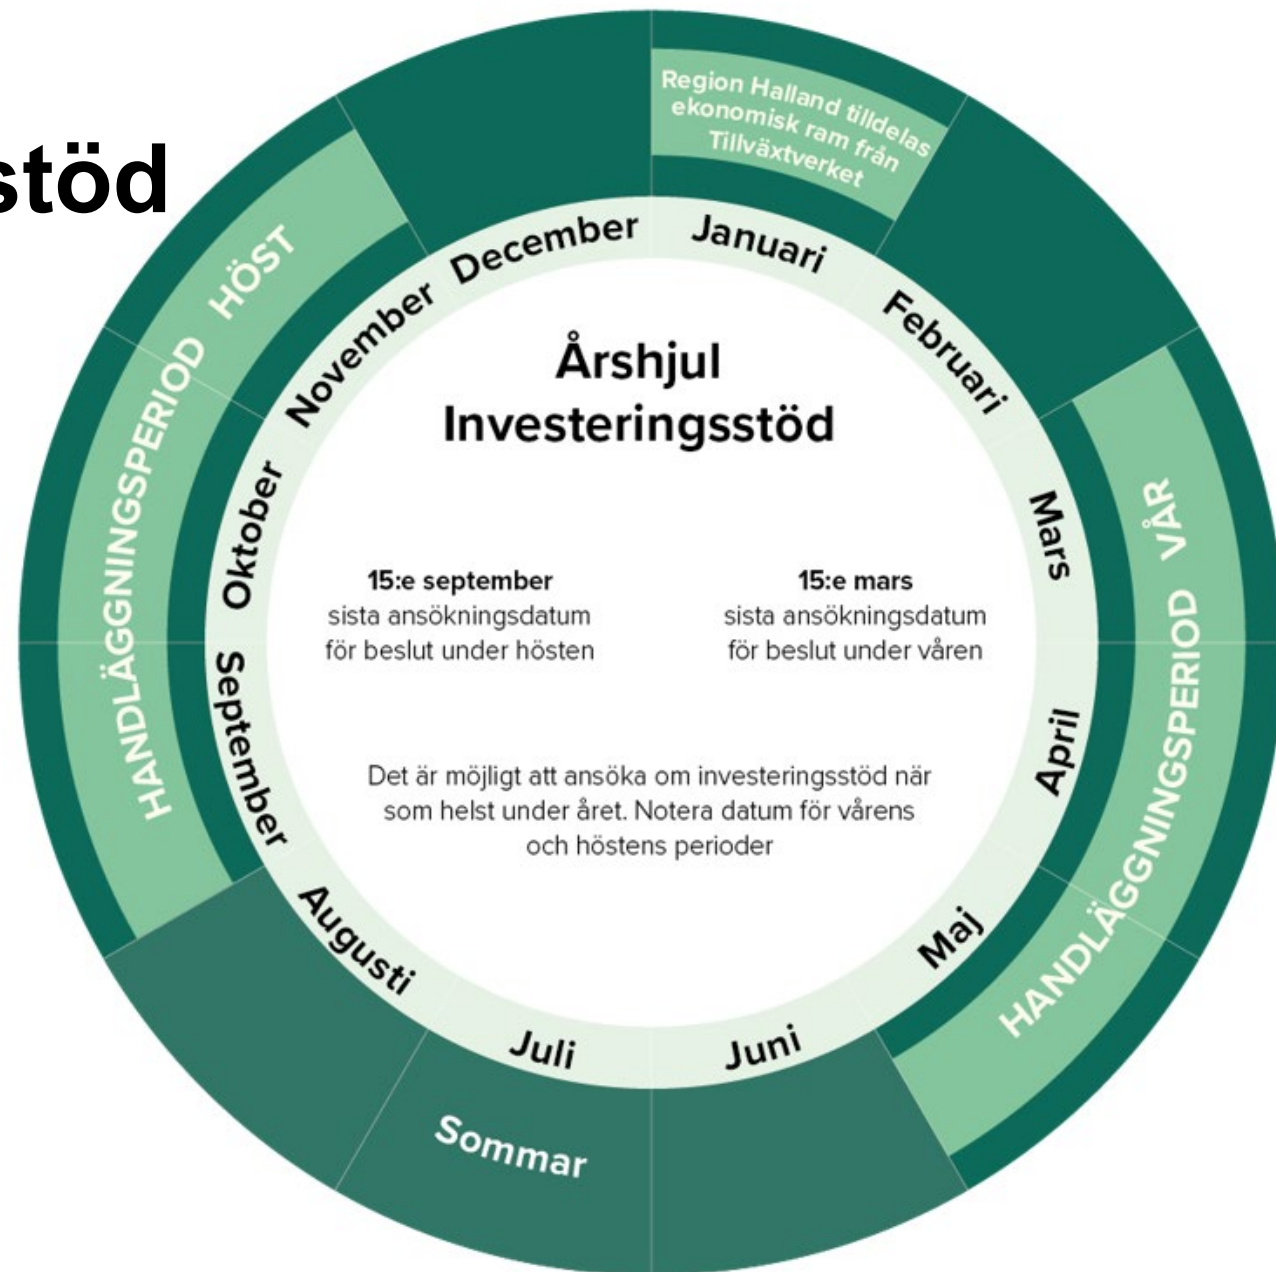 stöd
Region Halland tilldelas
ekonomisk ram från
Tillväxtverket
Januari
Februari
Mars
April
Maj
Juni
Juli
Augusti
September
Oktober
November
December
HANDLÄGGNINGSPERIOD VÅR
Sommar
HANDLÄGGNINGSPERIOD HÖST
Årshjul
Investeringsstöd
15:e september
sista ansökningsdatum
för beslut under hösten
15:e mars
sista ansökningsdatum
för beslut under våren
Det är möjligt att ansöka om investeringsstöd när
som helst under året. Notera datum för vårens
och höstens perioder